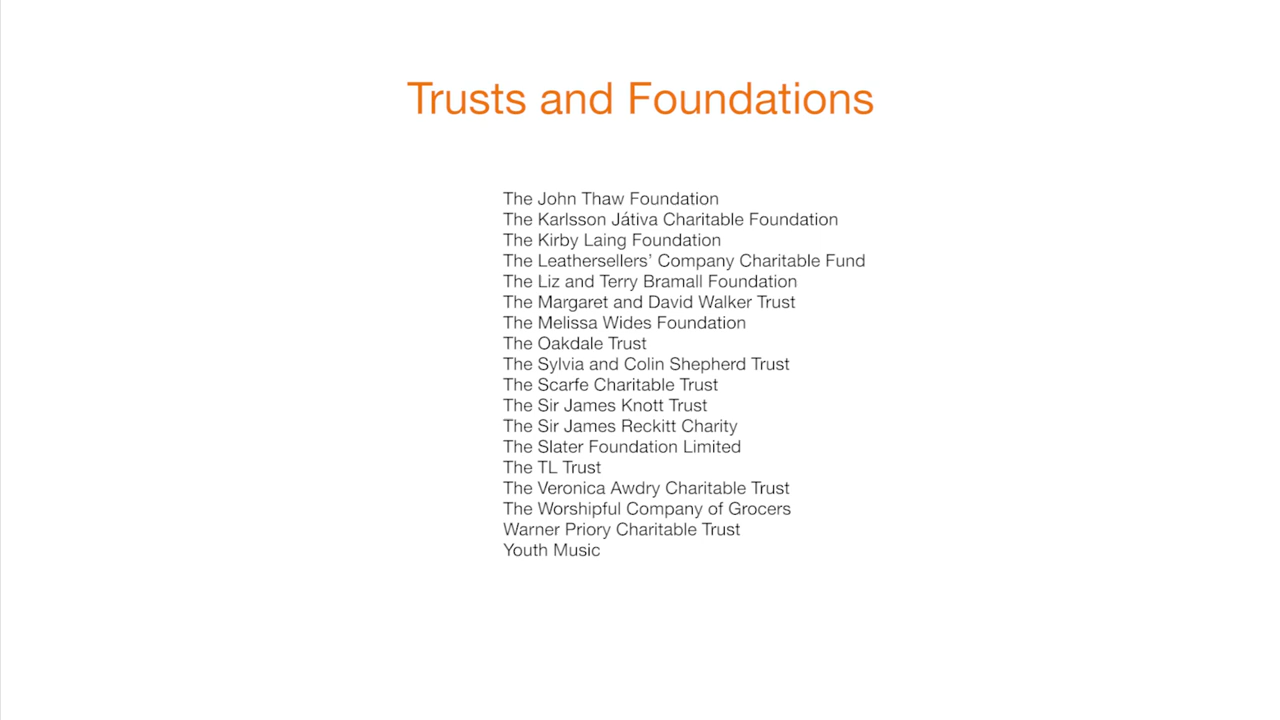 Trusts and Foundations
The John Thaw Foundation
The Karlsson Játiva Charitable Foundation
The Kirby Laing Foundation
The Leathersellers’ Company Charitable Fund
The Liz and Terry Bramall Foundation
The Margaret and David Walker Trust
The Melissa Wides Foundation
The Oakdale Trust
The Sylvia and Colin Shepherd Trust
The Scarfe Charitable Trust
The Sir James Knott Trust
The Sir James Reckitt Charity
The Slater Foundation Limited
The TL Trust
The Veronica Awdry Charitable Trust
The Worshipful Company of Grocers
Warner Priory Charitable Trust
Youth Music